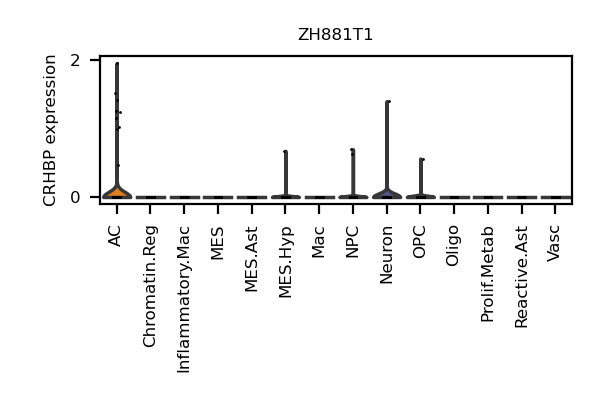 ZH881T1
CRHBP expression
2
0
AC
Chromatin.Reg
Inflammatory.Mac
MES
MES.Ast
MES.Hyp
Mac
NPC
Neuron
OPC
Oligo
Prolif.Metab
Reactive.Ast
Vasc